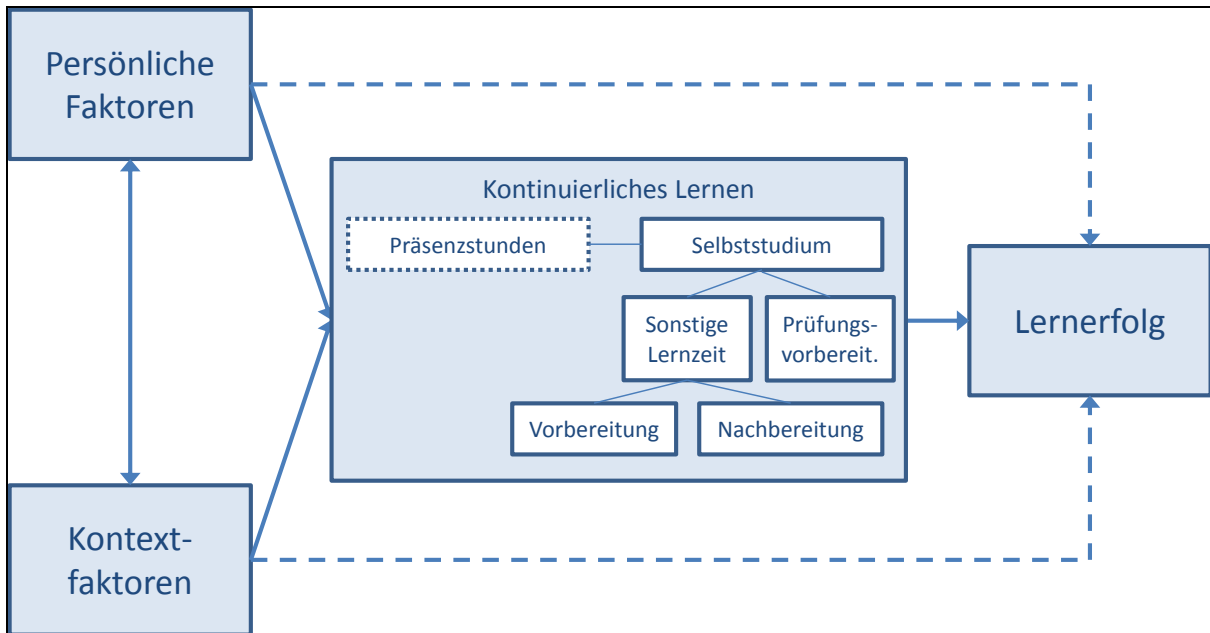 Persönliche
Faktoren
Kontinuierliches Lernen
Präsenzstunden
Selbststudium
Sonstige
Lernzeit
Prüfungs-
vorbereit.
Vorbereitung
Nachbereitung
Lernerfolg
Kontext-
faktoren